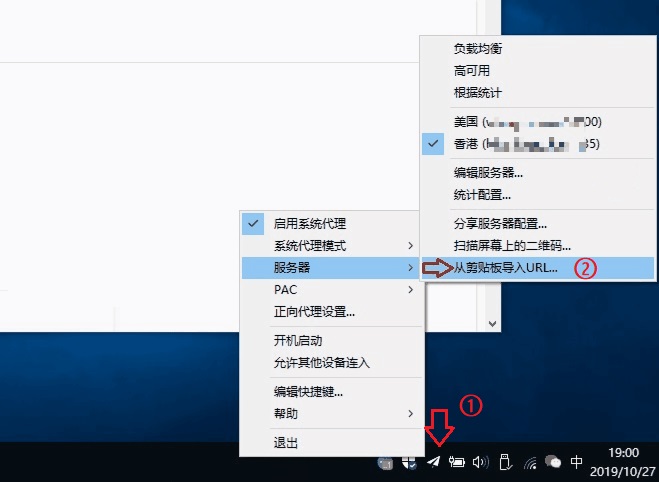 负载均衡
高可用
根据统计
美国 (00)
✓ 香港 (35)
编辑服务器...
统计配置...
分享服务器配置...
扫描屏幕上的二维码...
从剪贴板导入URL... ②
✓ 启用系统代理
系统代理模式 >
服务器 >
PAC >
正向代理设置...
开机启动
允许其他设备连入
编辑快捷键...
帮助 >
退出
①
中
19:00
2019/10/27